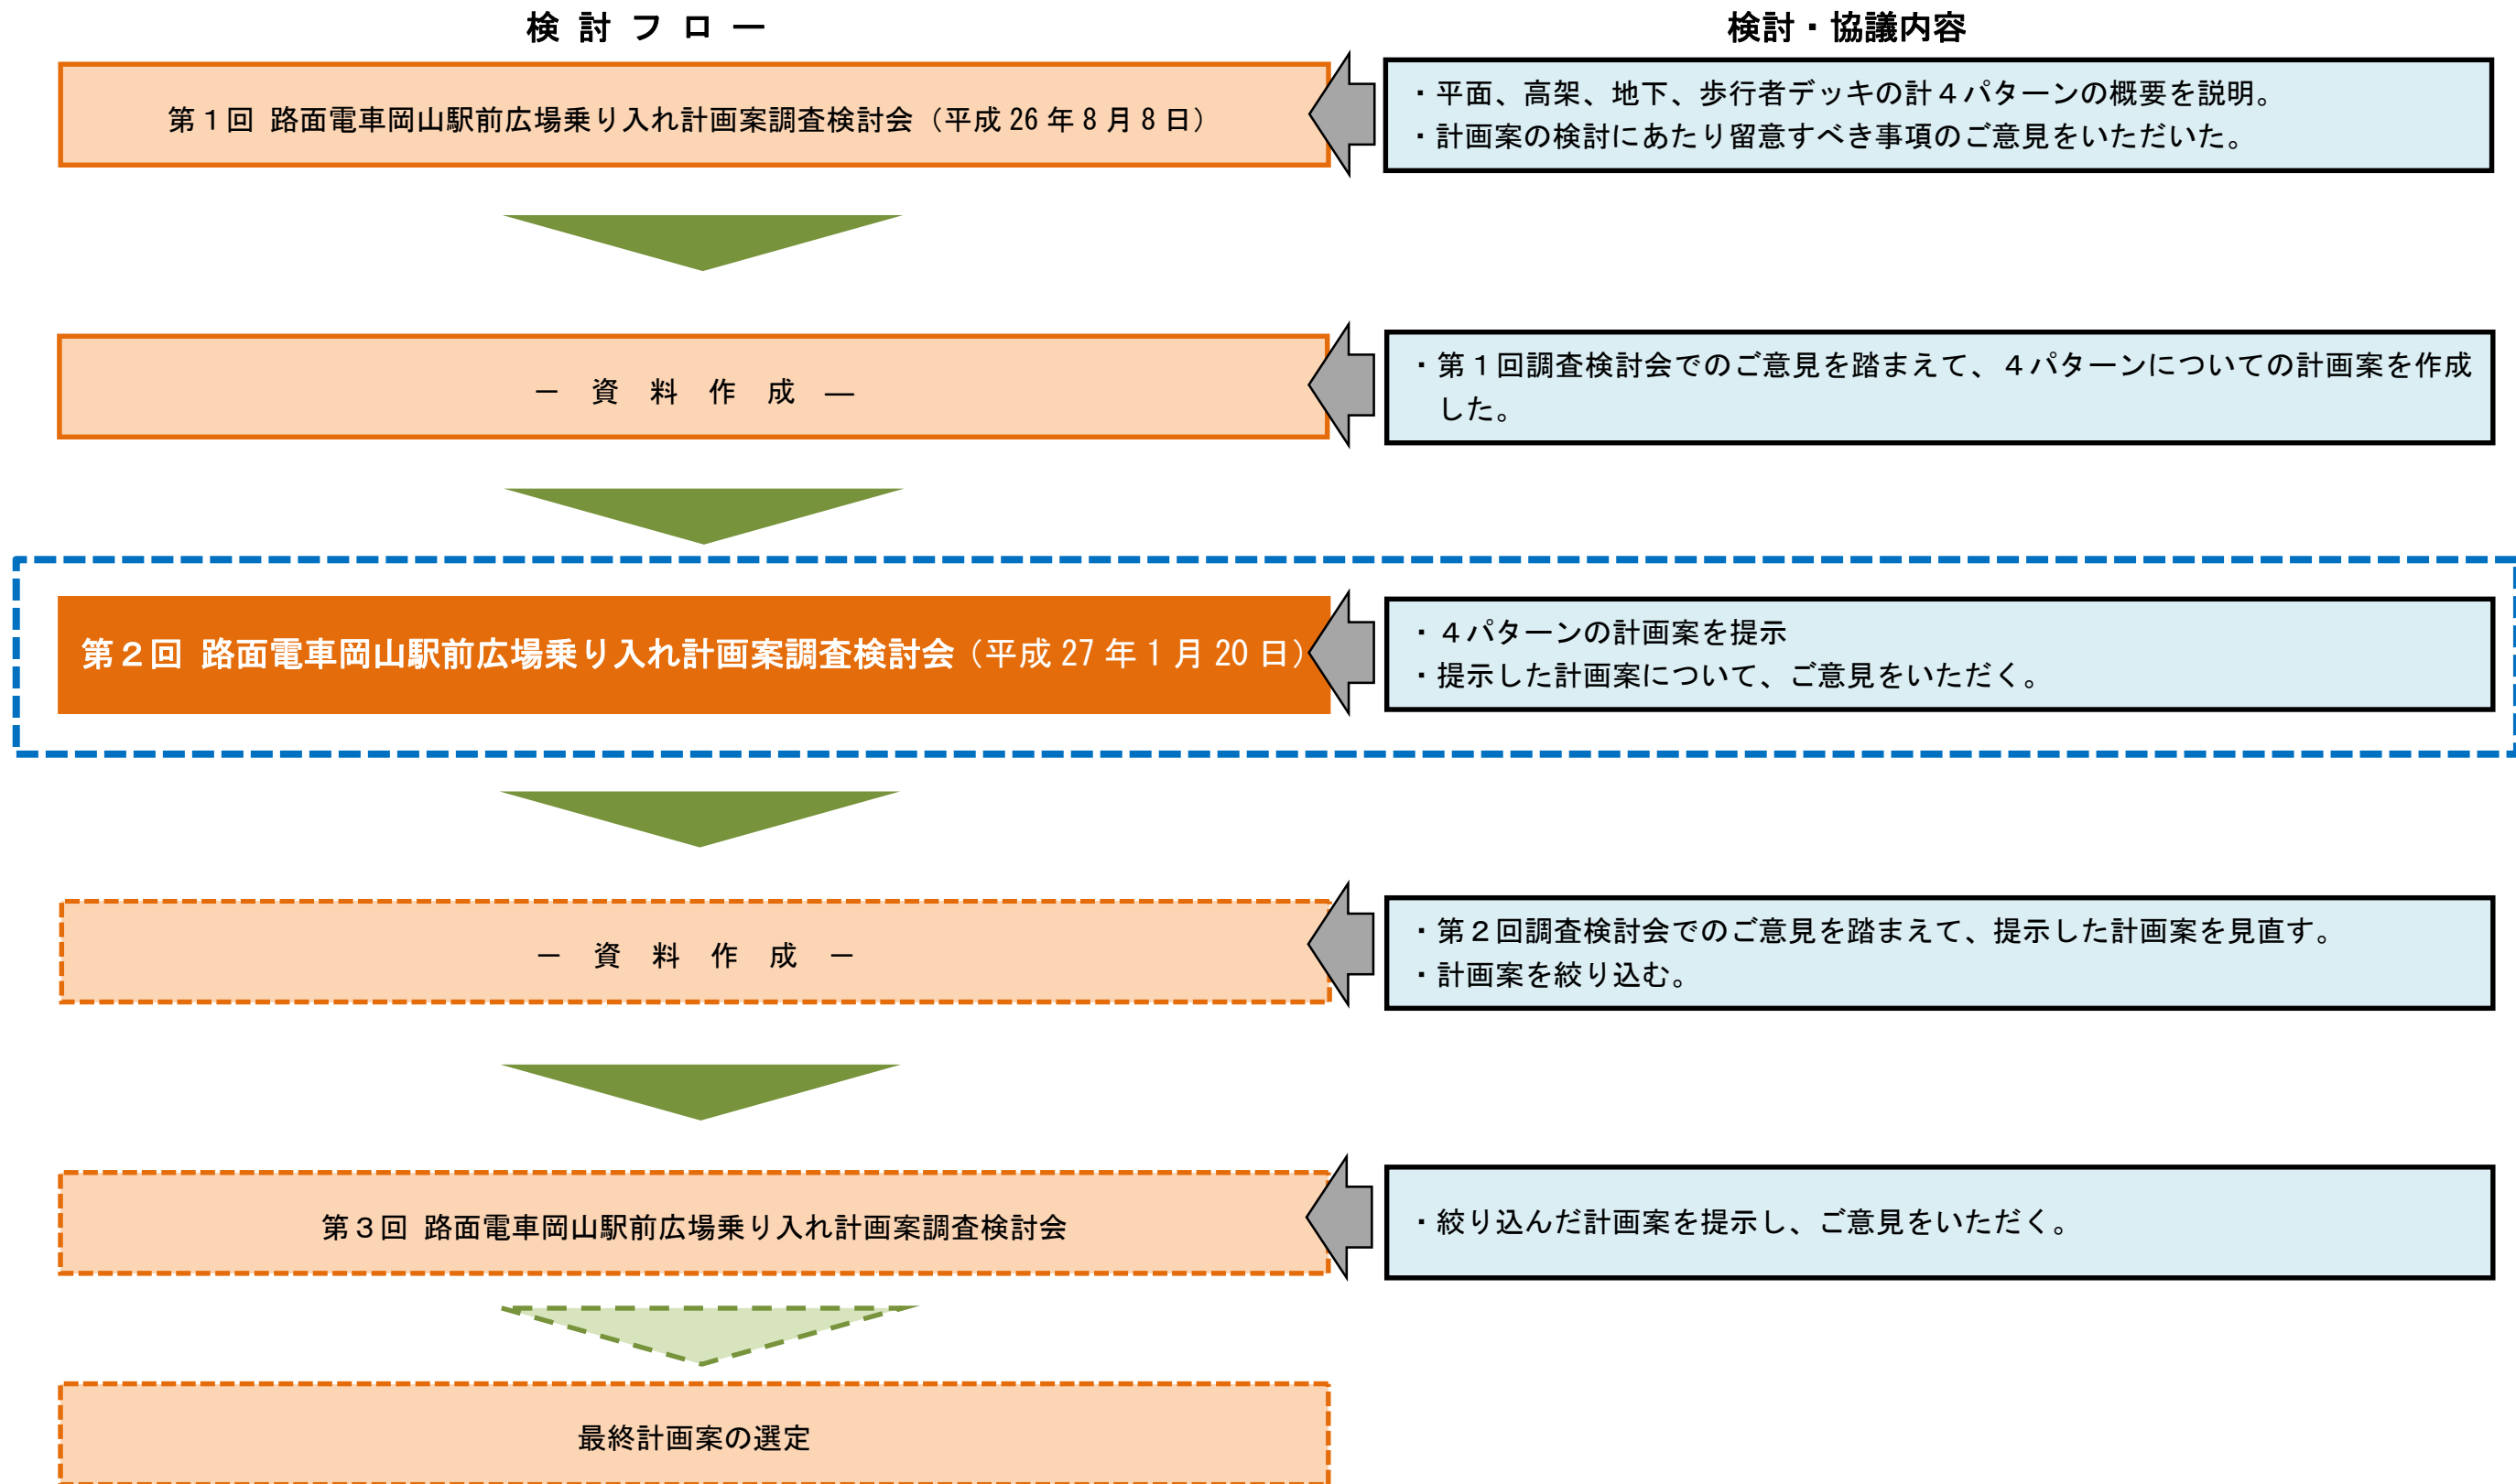 検 討 フ ロ ー
検討・協議内容
第１回 路面電車岡山駅前広場乗り入れ計画案調査検討会（平成 26 年 8 月 8 日）
・平面、高架、地下、歩行者デッキの計４パターンの概要を説明。
・計画案の検討にあたり留意すべき事項のご意見をいただいた。
－　資　料　作　成　―
・第１回調査検討会でのご意見を踏まえて、４パターンについての計画案を作成
した。
第２回 路面電車岡山駅前広場乗り入れ計画案調査検討会（平成 27 年 1 月 20 日）
・４パターンの計画案を提示
・提示した計画案について、ご意見をいただく。
－　資　料　作　成　－
・第２回調査検討会でのご意見を踏まえて、提示した計画案を見直す。
・計画案を絞り込む。
第３回 路面電車岡山駅前広場乗り入れ計画案調査検討会
・絞り込んだ計画案を提示し、ご意見をいただく。
最終計画案の選定